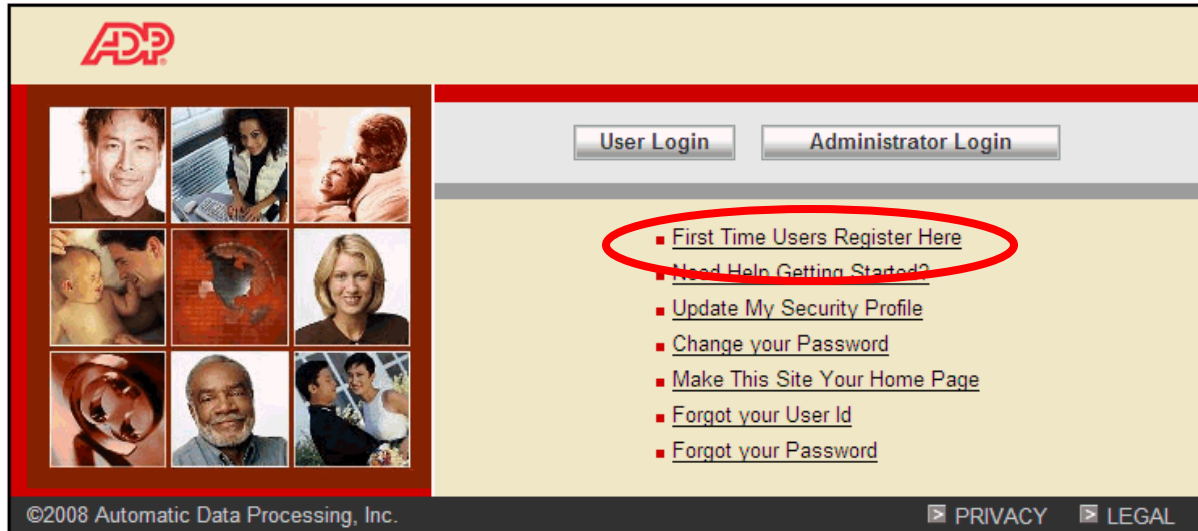 ADP
User Login
Administrator Login
First Time Users Register Here
Need Help Getting Started?
Update My Security Profile
Change your Password
Make This Site Your Home Page
Forgot your User Id
Forgot your Password
©2008 Automatic Data Processing, Inc.
PRIVACY
LEGAL